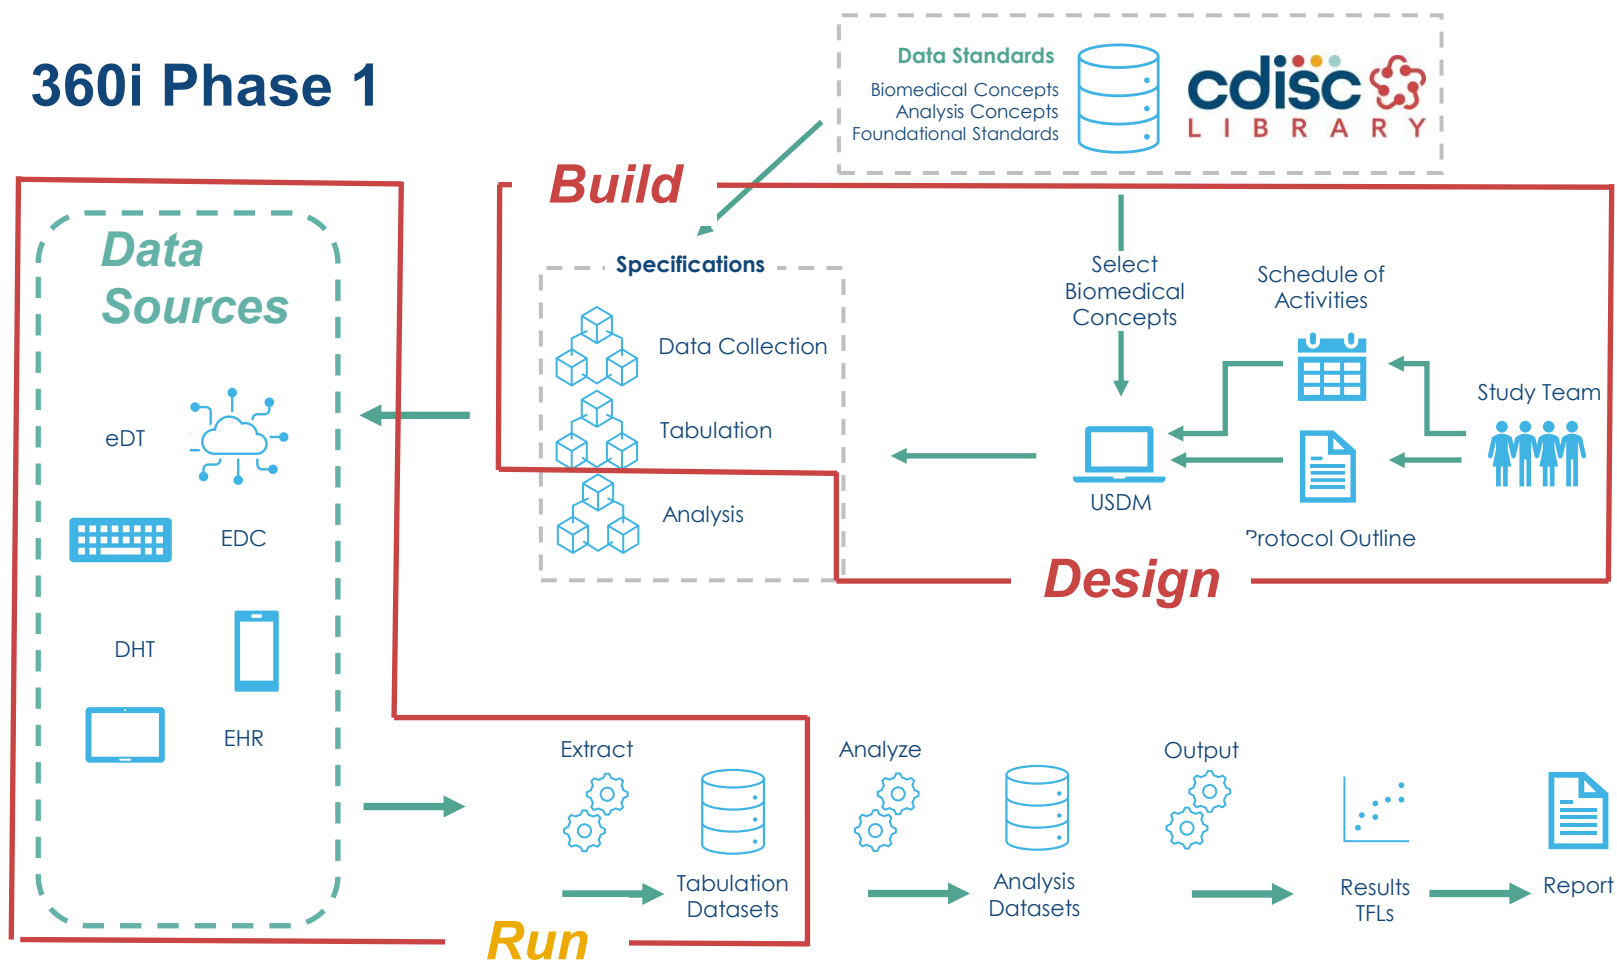 360i Phase 1
Data Standards
Biomedical Concepts
Analysis Concepts
Foundational Standards
cdisc
LIBRARY
Build
Data
Sources
eDT
EDC
DHT
EHR
Specifications
Data Collection
Tabulation
Analysis
Select
Biomedical
Concepts
USDM
Schedule of
Activities
Study Team
Protocol Outline
Design
Extract
Tabulation
Datasets
Run
Analyze
Analysis
Datasets
Output
Results
TFLs
Report